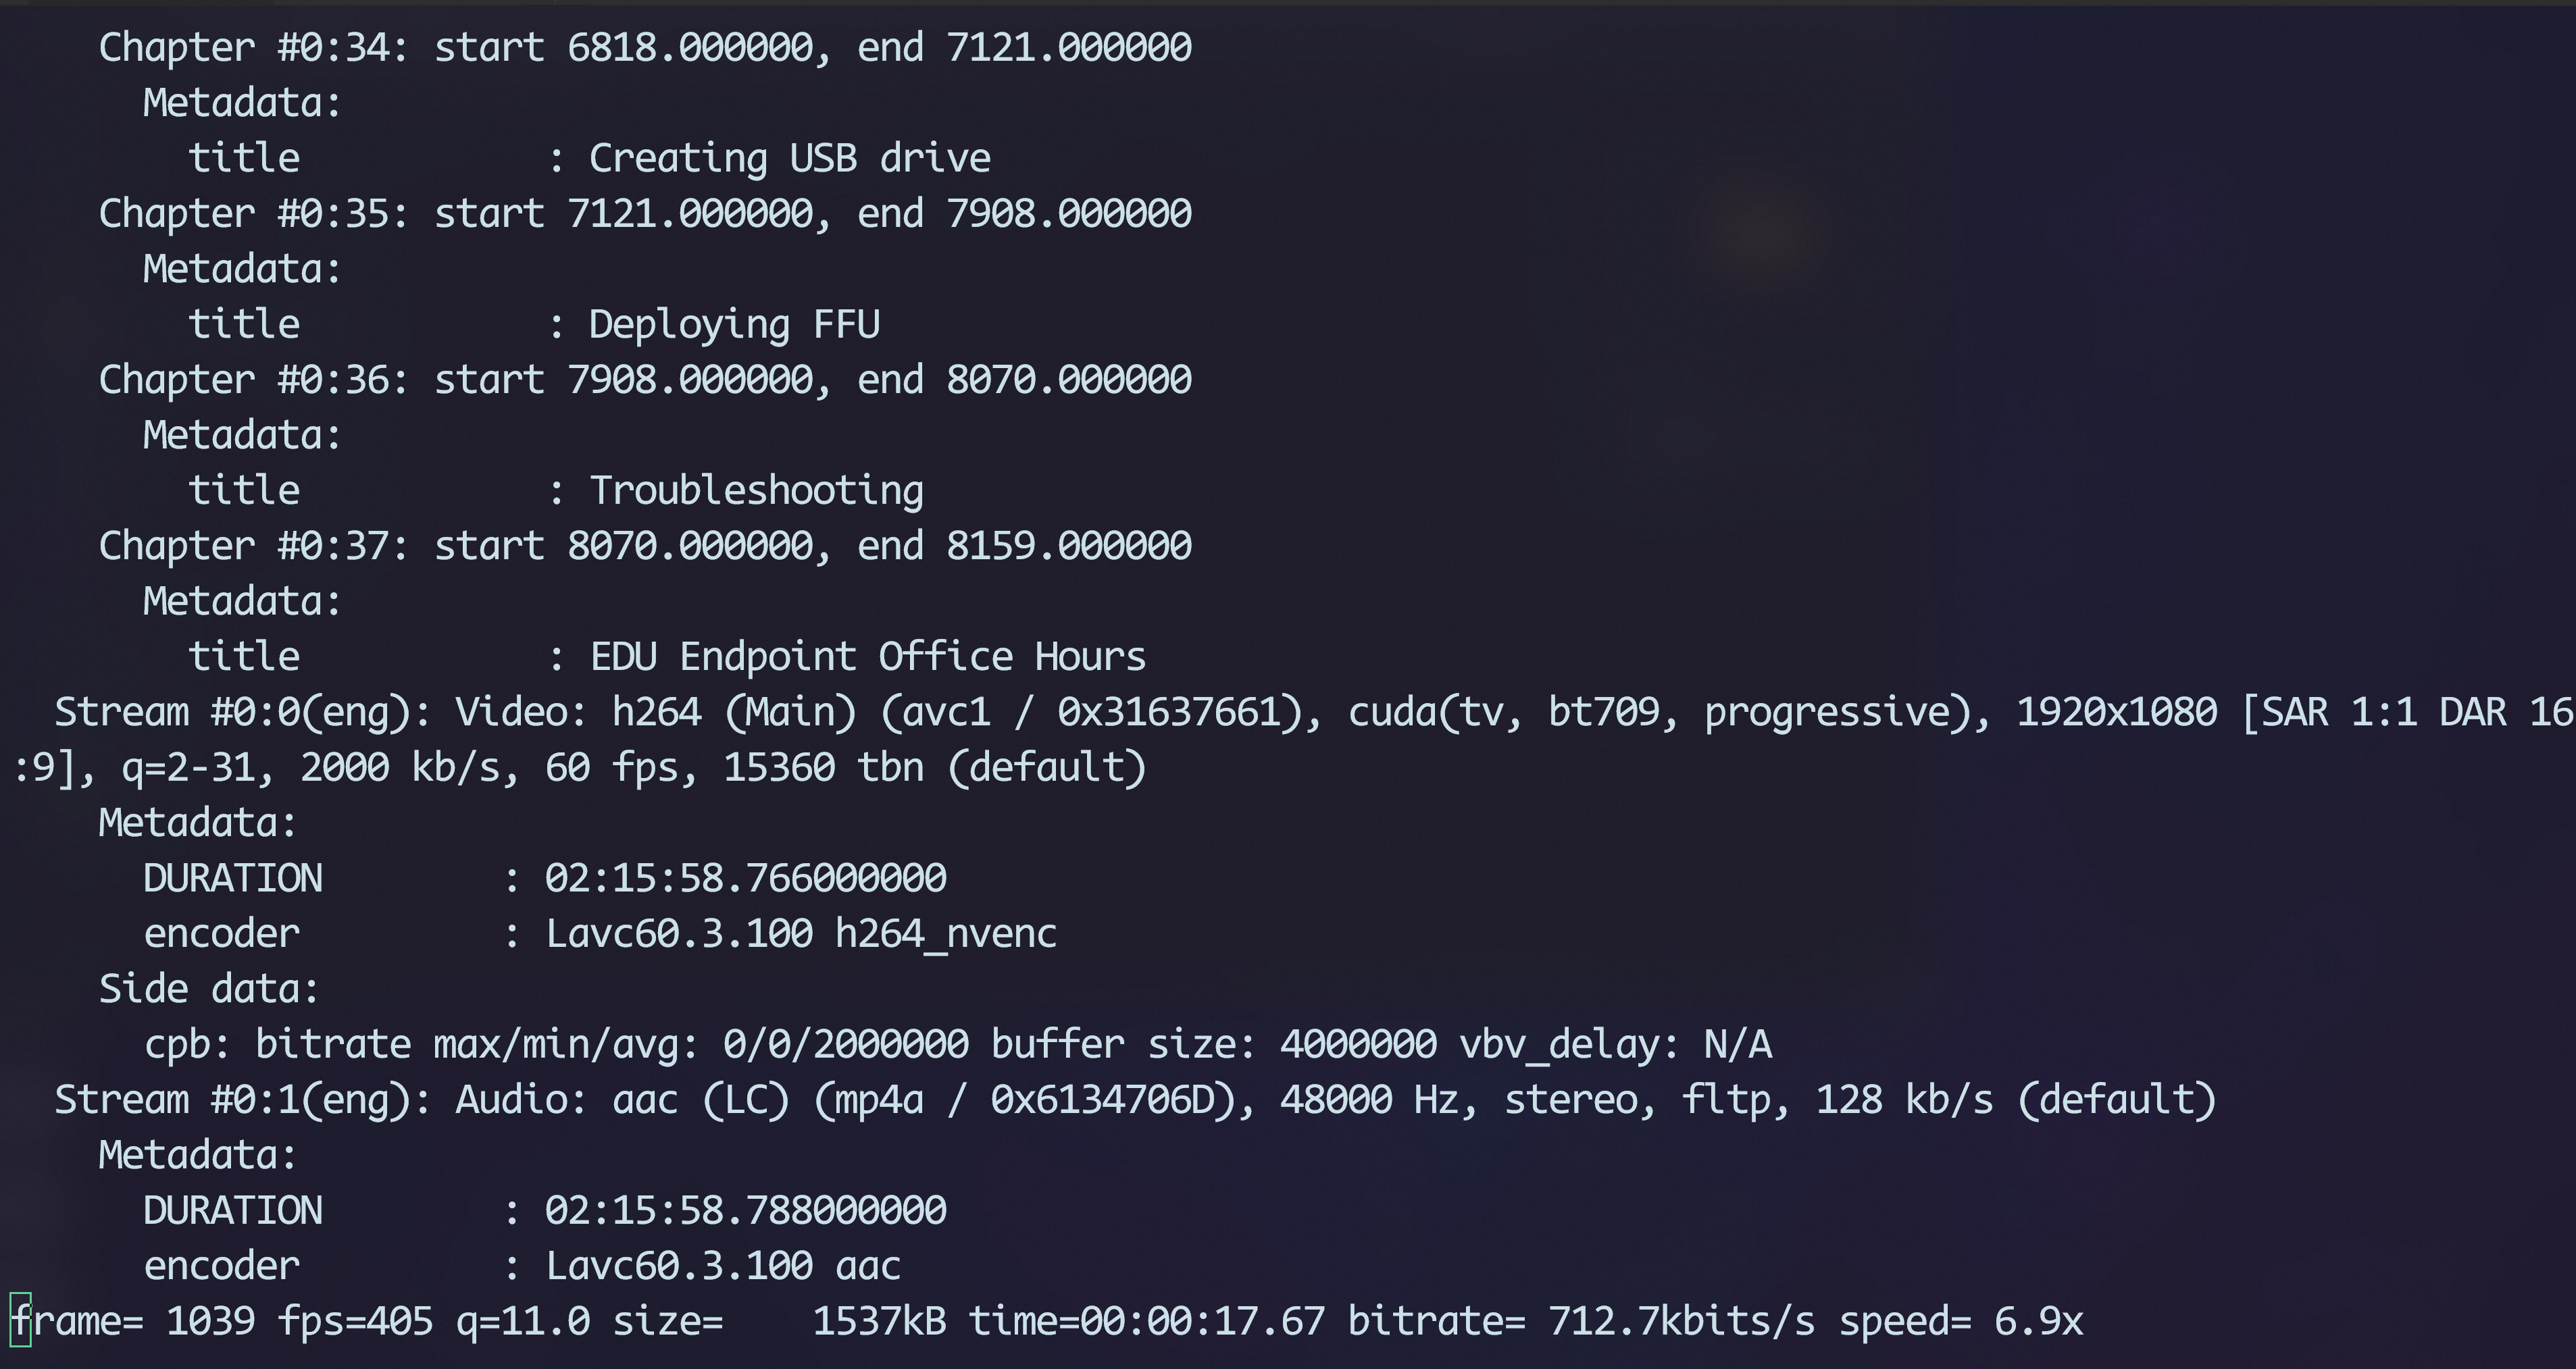 Chapter #0:34: start 6818.000000, end 7121.000000
Metadata:
title : Creating USB drive
Chapter #0:35: start 7121.000000, end 7908.000000
Metadata:
title : Deploying FFU
Chapter #0:36: start 7908.000000, end 8070.000000
Metadata:
title : Troubleshooting
Chapter #0:37: start 8070.000000, end 8159.000000
Metadata:
title : EDU Endpoint Office Hours
Stream #0:0(eng): Video: h264 (Main) (avc1 / 0x31637661), cuda(tv, bt709, progressive), 1920x1080 [SAR 1:1 DAR 16
:9], q=2-31, 2000 kb/s, 60 fps, 15360 tbn (default)
Metadata:
DURATION : 02:15:58.766000000
encoder : Lavc60.3.100 h264_nvenc
Side data:
cpb: bitrate max/min/avg: 0/0/2000000 buffer size: 4000000 vbv_delay: N/A
Stream #0:1(eng): Audio: aac (LC) (mp4a / 0x6134706D), 48000 Hz, stereo, fltp, 128 kb/s (default)
Metadata:
DURATION : 02:15:58.788000000
encoder : Lavc60.3.100 aac
frame= 1039 fps=405 q=11.0 size= 1537kB time=00:00:17.67 bitrate= 712.7kbits/s speed= 6.9x